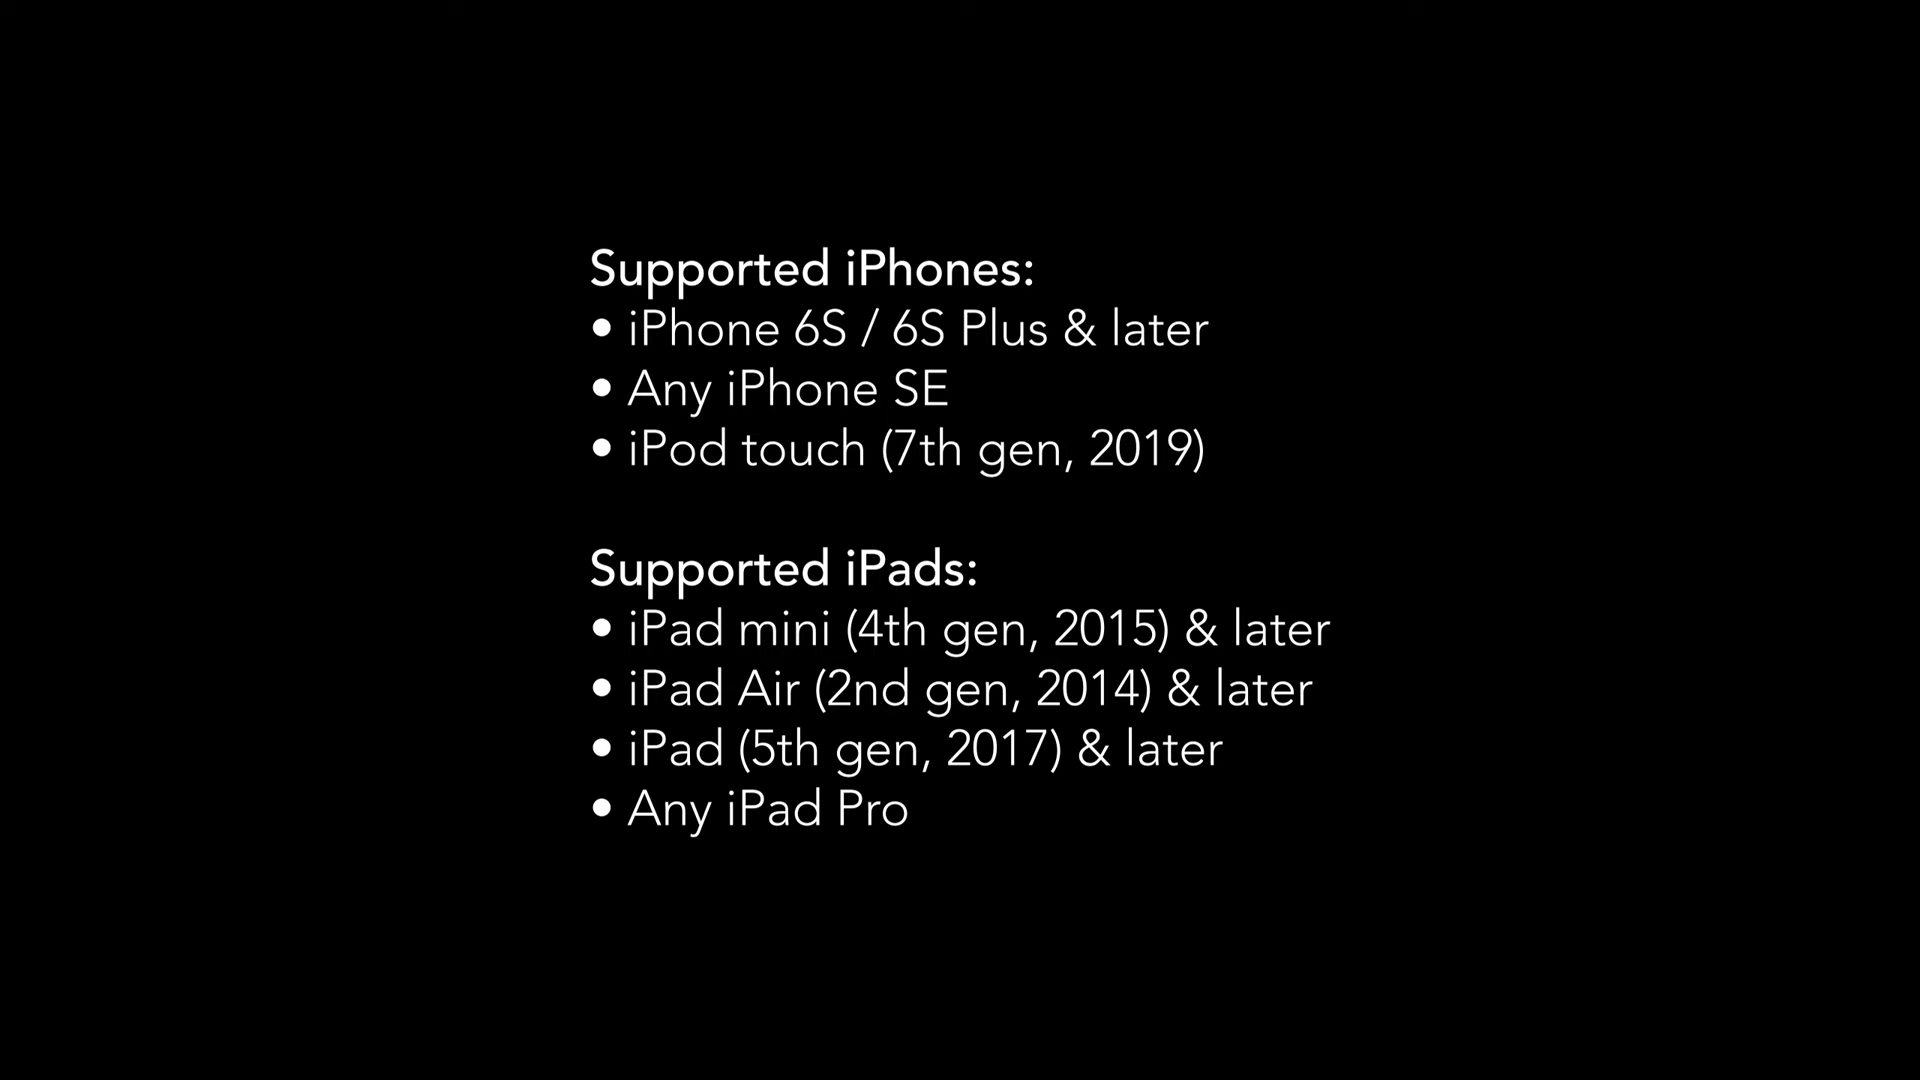 Supported iPhones:
• iPhone 6S / 6S Plus & later
• Any iPhone SE
• iPod touch (7th gen, 2019)
Supported iPads:
• iPad mini (4th gen, 2015) & later
• iPad Air (2nd gen, 2014) & later
• iPad (5th gen, 2017) & later
• Any iPad Pro